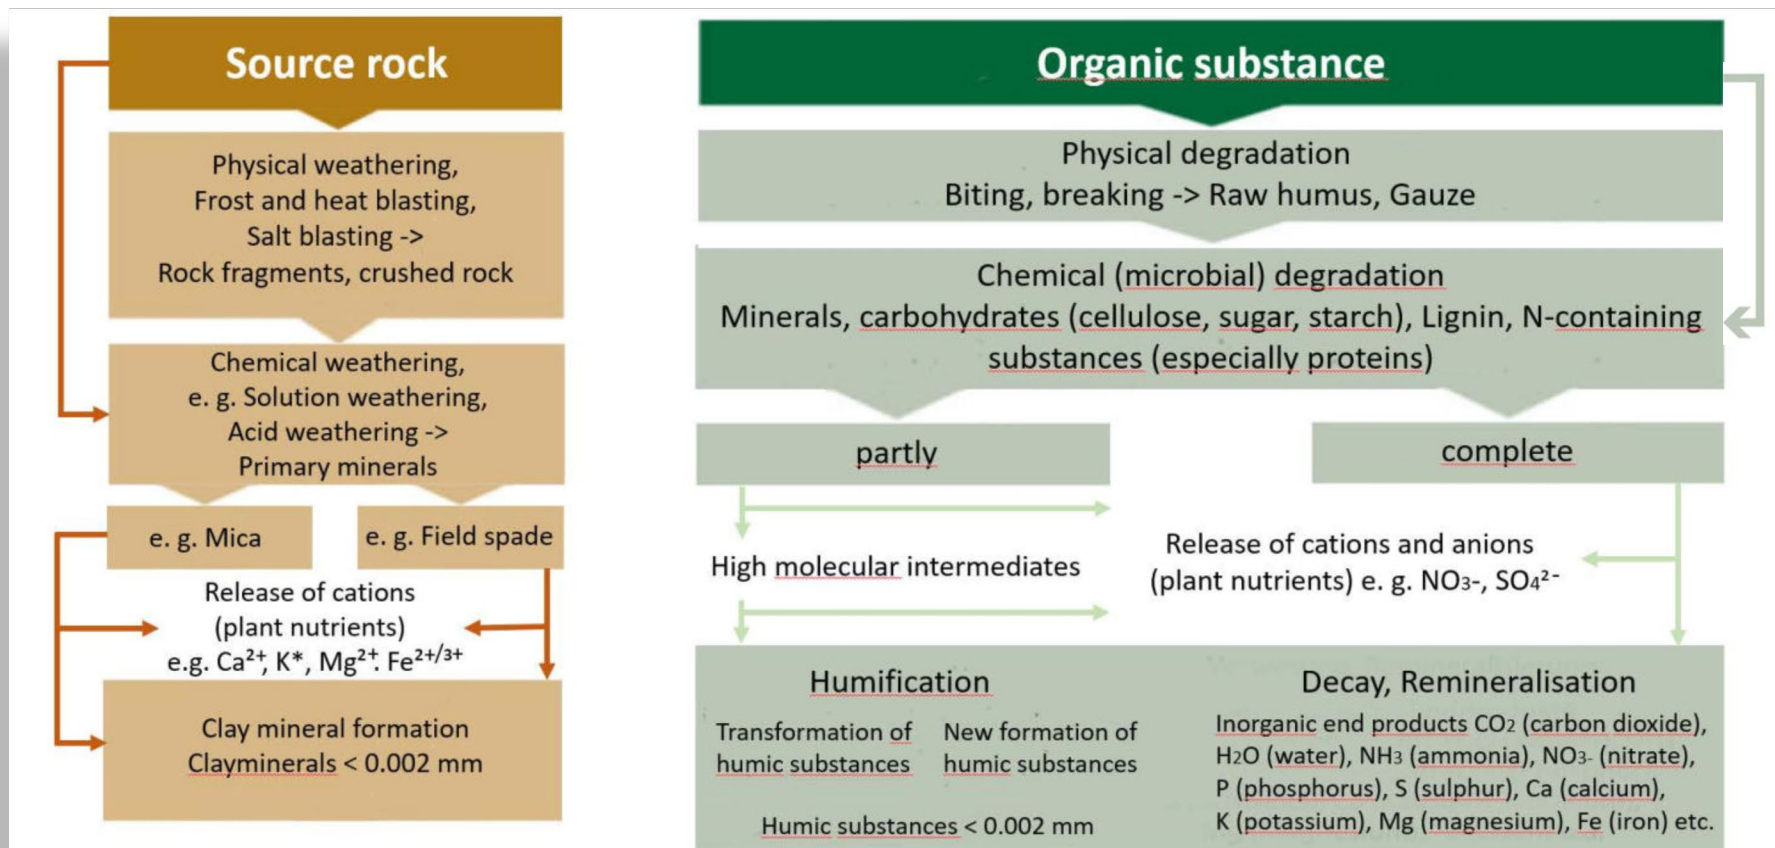 Source rock
Physical weathering,
Frost and heat blasting,
Salt blasting ->
Rock fragments, crushed rock
Chemical weathering,
e. g. Solution weathering,
Acid weathering ->
Primary minerals
e. g. Mica
e. g. Field spade
Release of cations
(plant nutrients)
e.g. Ca²⁺, K*, Mg²⁺. Fe²⁺/³⁺
Clay mineral formation
Clayminerals < 0.002 mm
Organic substance
Physical degradation
Biting, breaking -> Raw humus, Gauze
Chemical (microbial) degradation
Minerals, carbohydrates (cellulose, sugar, starch), Lignin, N-containing
substances (especially proteins)
partly
complete
High molecular intermediates
Release of cations and anions
(plant nutrients) e. g. NO₃-, SO₄²⁻
Humification
Transformation of
humic substances
New formation of
humic substances
Humic substances < 0.002 mm
Decay, Remineralisation
Inorganic end products CO₂ (carbon dioxide),
H₂O (water), NH₃ (ammonia), NO₃- (nitrate),
P (phosphorus), S (sulphur), Ca (calcium),
K (potassium), Mg (magnesium), Fe (iron) etc.